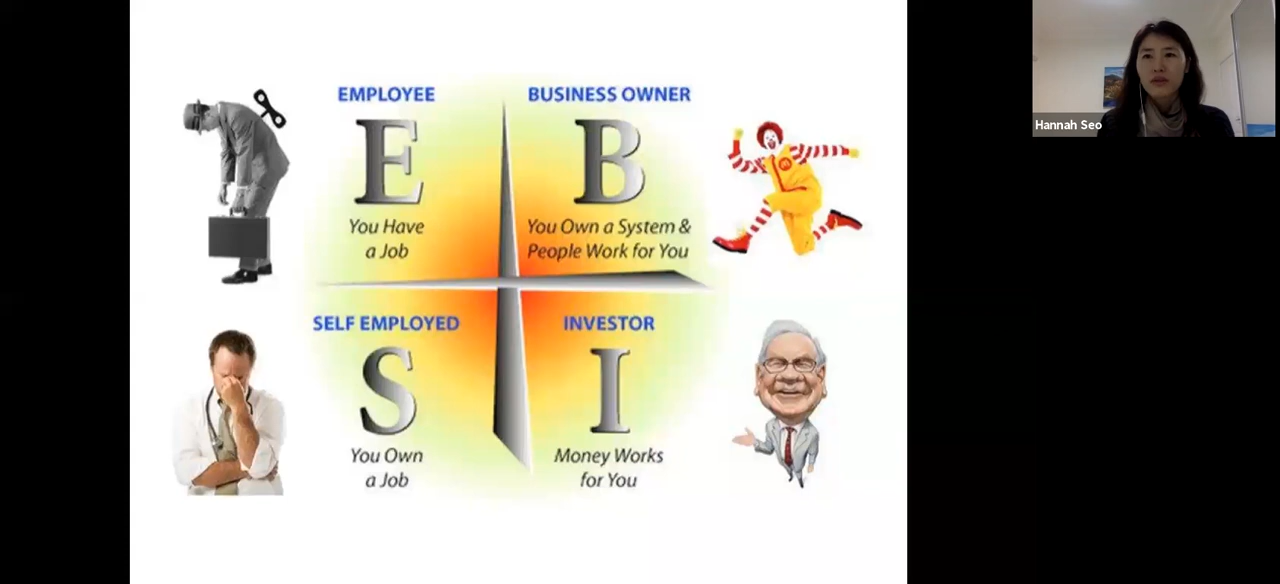 EMPLOYEE
E
You Have
a Job
BUSINESS OWNER
B
You Own a System &
People Work for You
SELF EMPLOYED
S
You Own
a Job
INVESTOR
I
Money Works
for You
Hannah Seo